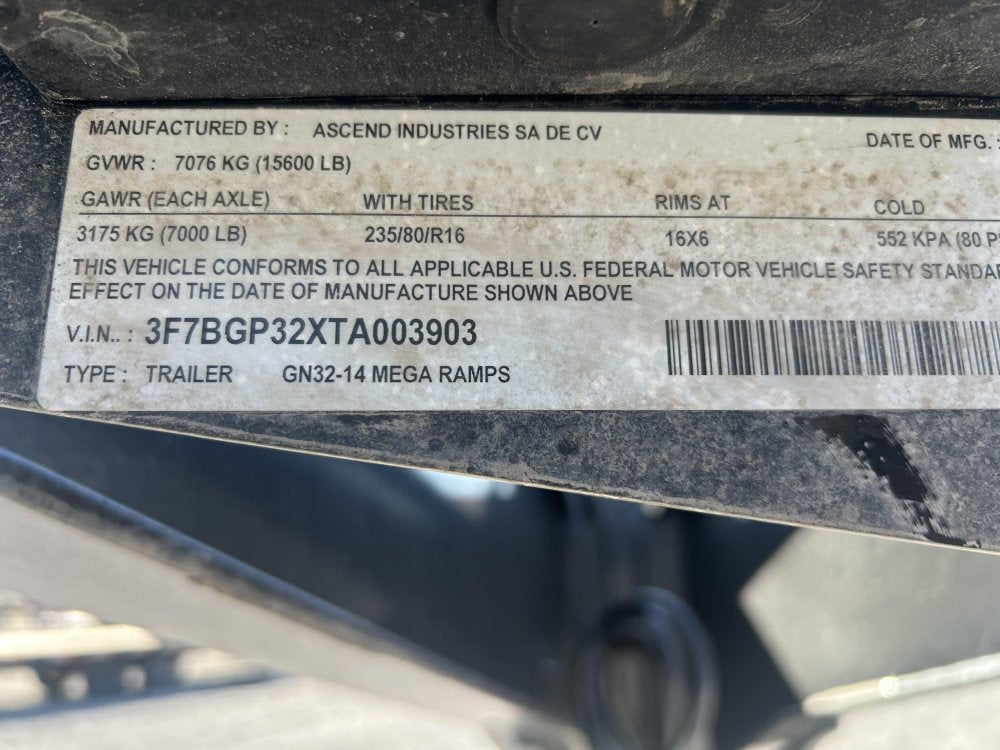 MANUFACTURED BY : ASCEND INDUSTRIES SA DE CV
DATE OF MFG. :
GVWR : 7076 KG (15600 LB)
GAWR (EACH AXLE) WITH TIRES RIMS AT COLD
3175 KG (7000 LB) 235/80/R16 16X6 552 KPA (80 PS
THIS VEHICLE CONFORMS TO ALL APPLICABLE U.S. FEDERAL MOTOR VEHICLE SAFETY STANDAR
EFFECT ON THE DATE OF MANUFACTURE SHOWN ABOVE
V.I.N.. : 3F7BGP32XTA003903
TYPE : TRAILER GN32-14 MEGA RAMPS